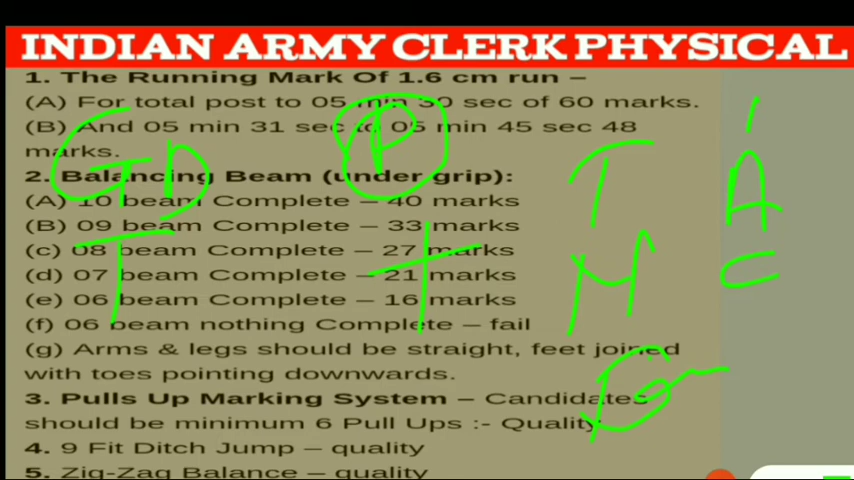 INDIAN ARMY CLERK PHYSICAL
1. The Running Mark Of 1.6 cm run –
(A) For total post to 05 min 30 sec of 60 marks.
(B) And 05 min 31 sec to 05 min 45 sec 48
marks.
2. Balancing Beam (under grip):
(A) 10 beam Complete – 40 marks
(B) 09 beam Complete – 33 marks
(c) 08 beam Complete – 27 marks
(d) 07 beam Complete – 21 marks
(e) 06 beam Complete – 16 marks
(f) 06 beam nothing Complete – fail
(g) Arms & legs should be straight, feet joined
with toes pointing downwards.
3. Pulls Up Marking System – Candidates
should be minimum 6 Pull Ups :- Quality
4. 9 Fit Ditch Jump – quality
5. Zig-Zag Balance – quality
GD
T
P
T
M
A
C